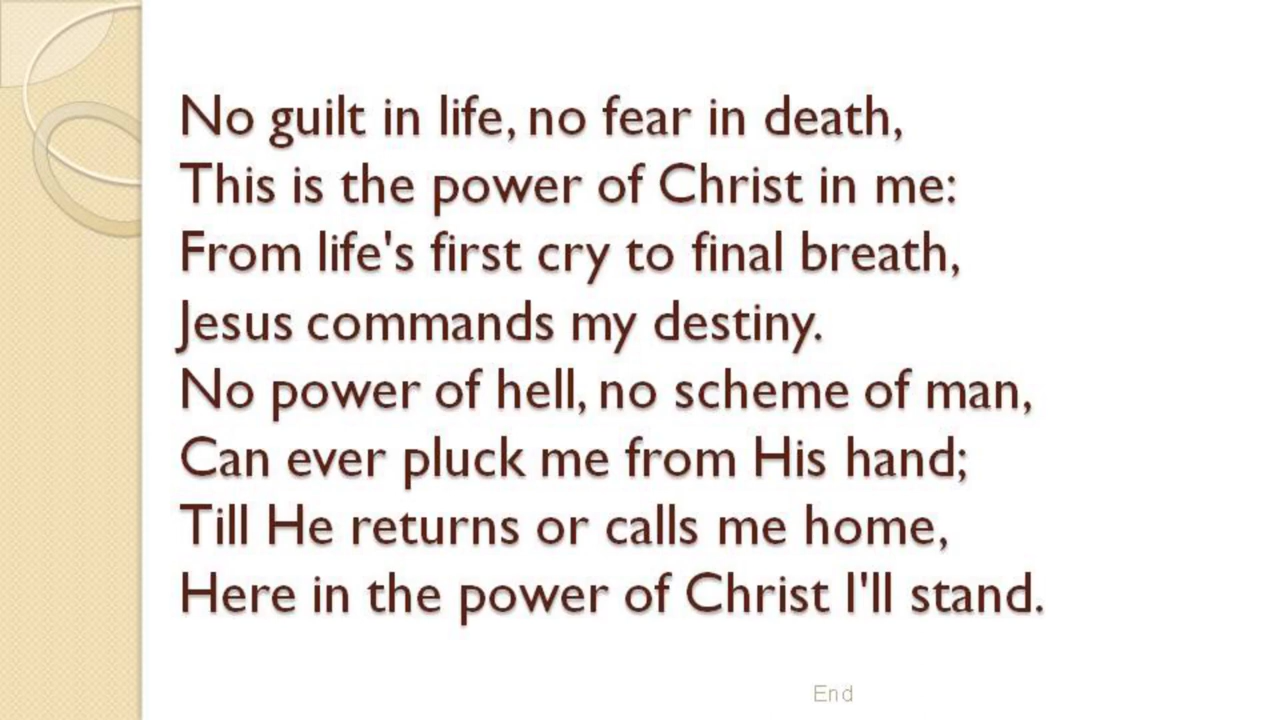 No guilt in life, no fear in death,
This is the power of Christ in me:
From life's first cry to final breath,
Jesus commands my destiny.
No power of hell, no scheme of man,
Can ever pluck me from His hand;
Till He returns or calls me home,
Here in the power of Christ I'll stand.
End